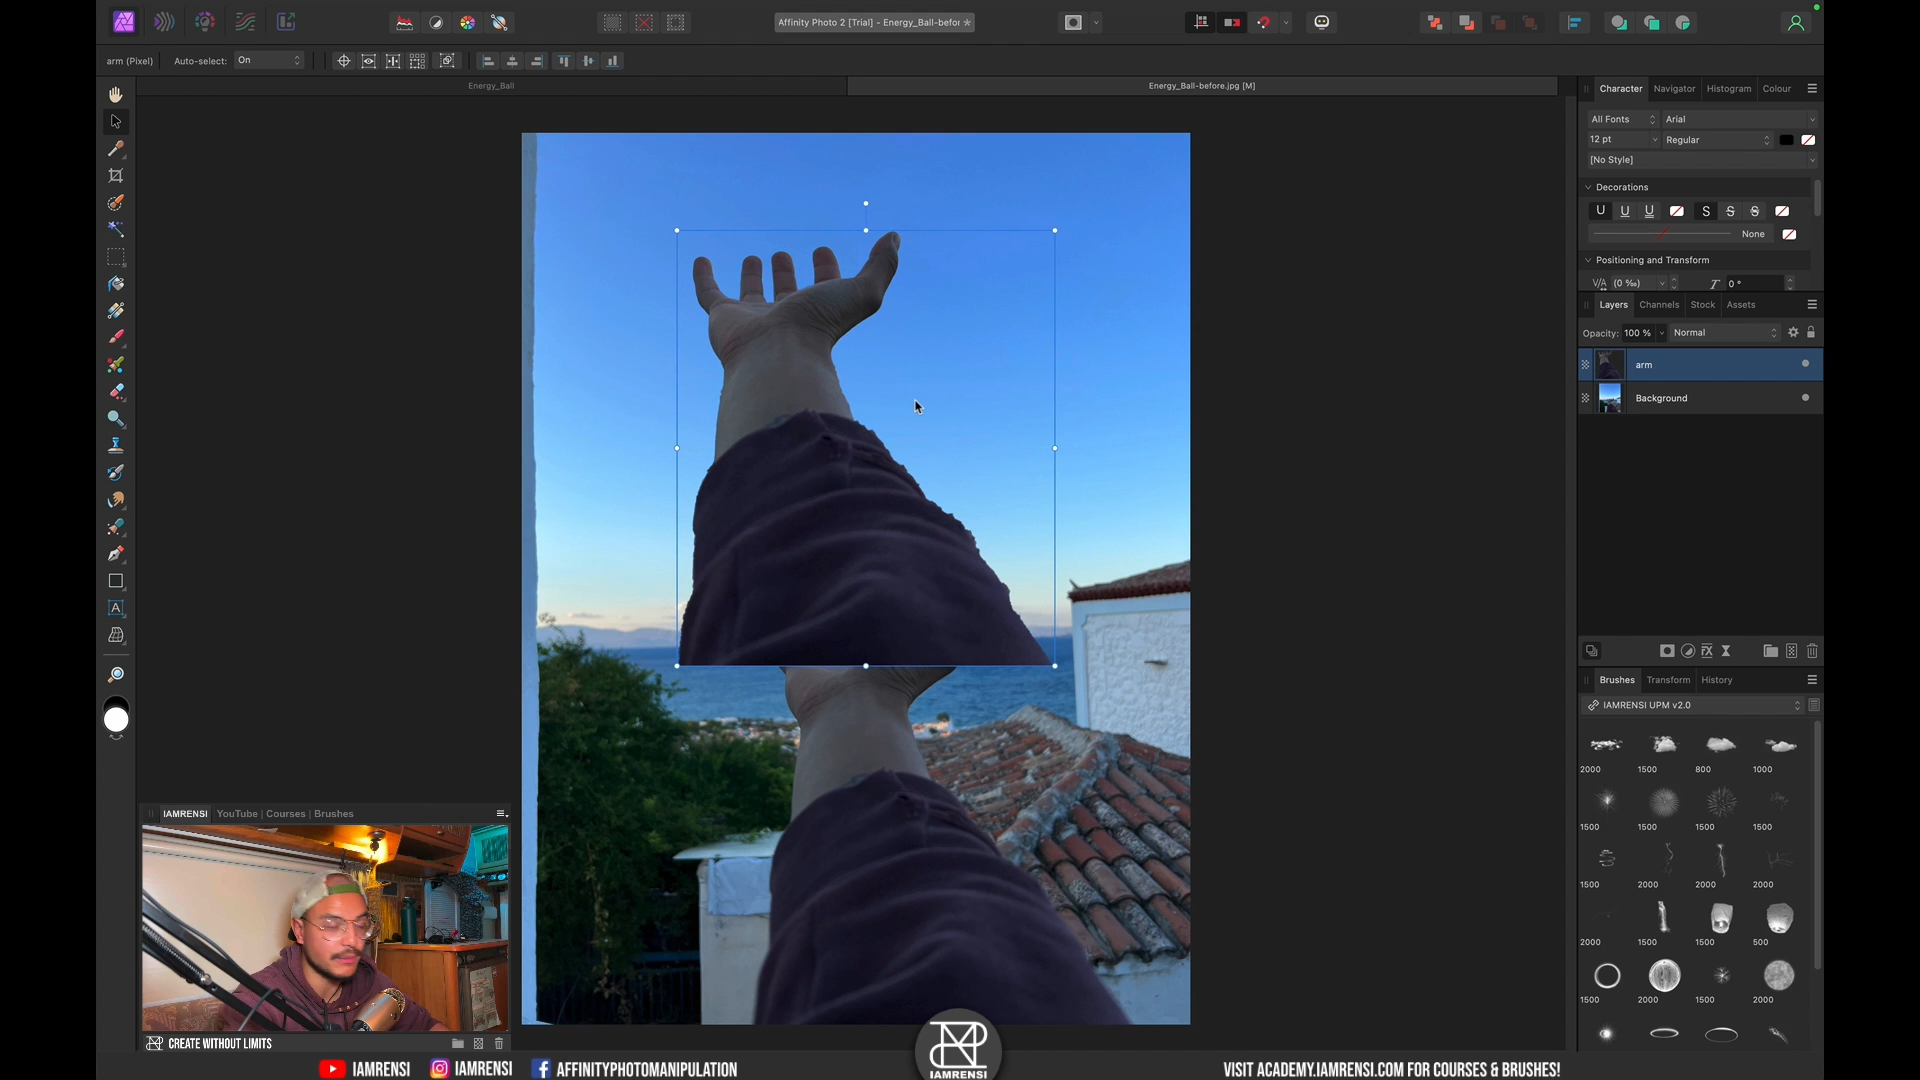 Affinity Photo 2 [Trial] - Energy_Ball-befor
arm (Pixel)
Auto-select: On
Energy_Ball
Energy_Ball-before.jpg [M]
Character Navigator Histogram Colour
All Fonts Arial
12 pt Regular
[No Style]
Decorations
U U U S S S
None
Positioning and Transform
V/A (0 ‰) T 0 °
Layers Channels Stock Assets
Opacity: 100 % Normal
arm
Background
Brushes Transform History
IAMRENSI UPM v2.0
2000 1500 800 1000
1500 1500 1500 1500
1500 2000 2000 2000
2000 1500 1500 500
1500 2000 1500 2000
A
IAMRENSI YouTube | Courses | Brushes
CREATE WITHOUT LIMITS
IAMRENSI IAMRENSI AFFINITYPHOTOMANIPULATION
IAMRENSI
VISIT ACADEMY.IAMRENSI.COM FOR COURSES & BRUSHES!